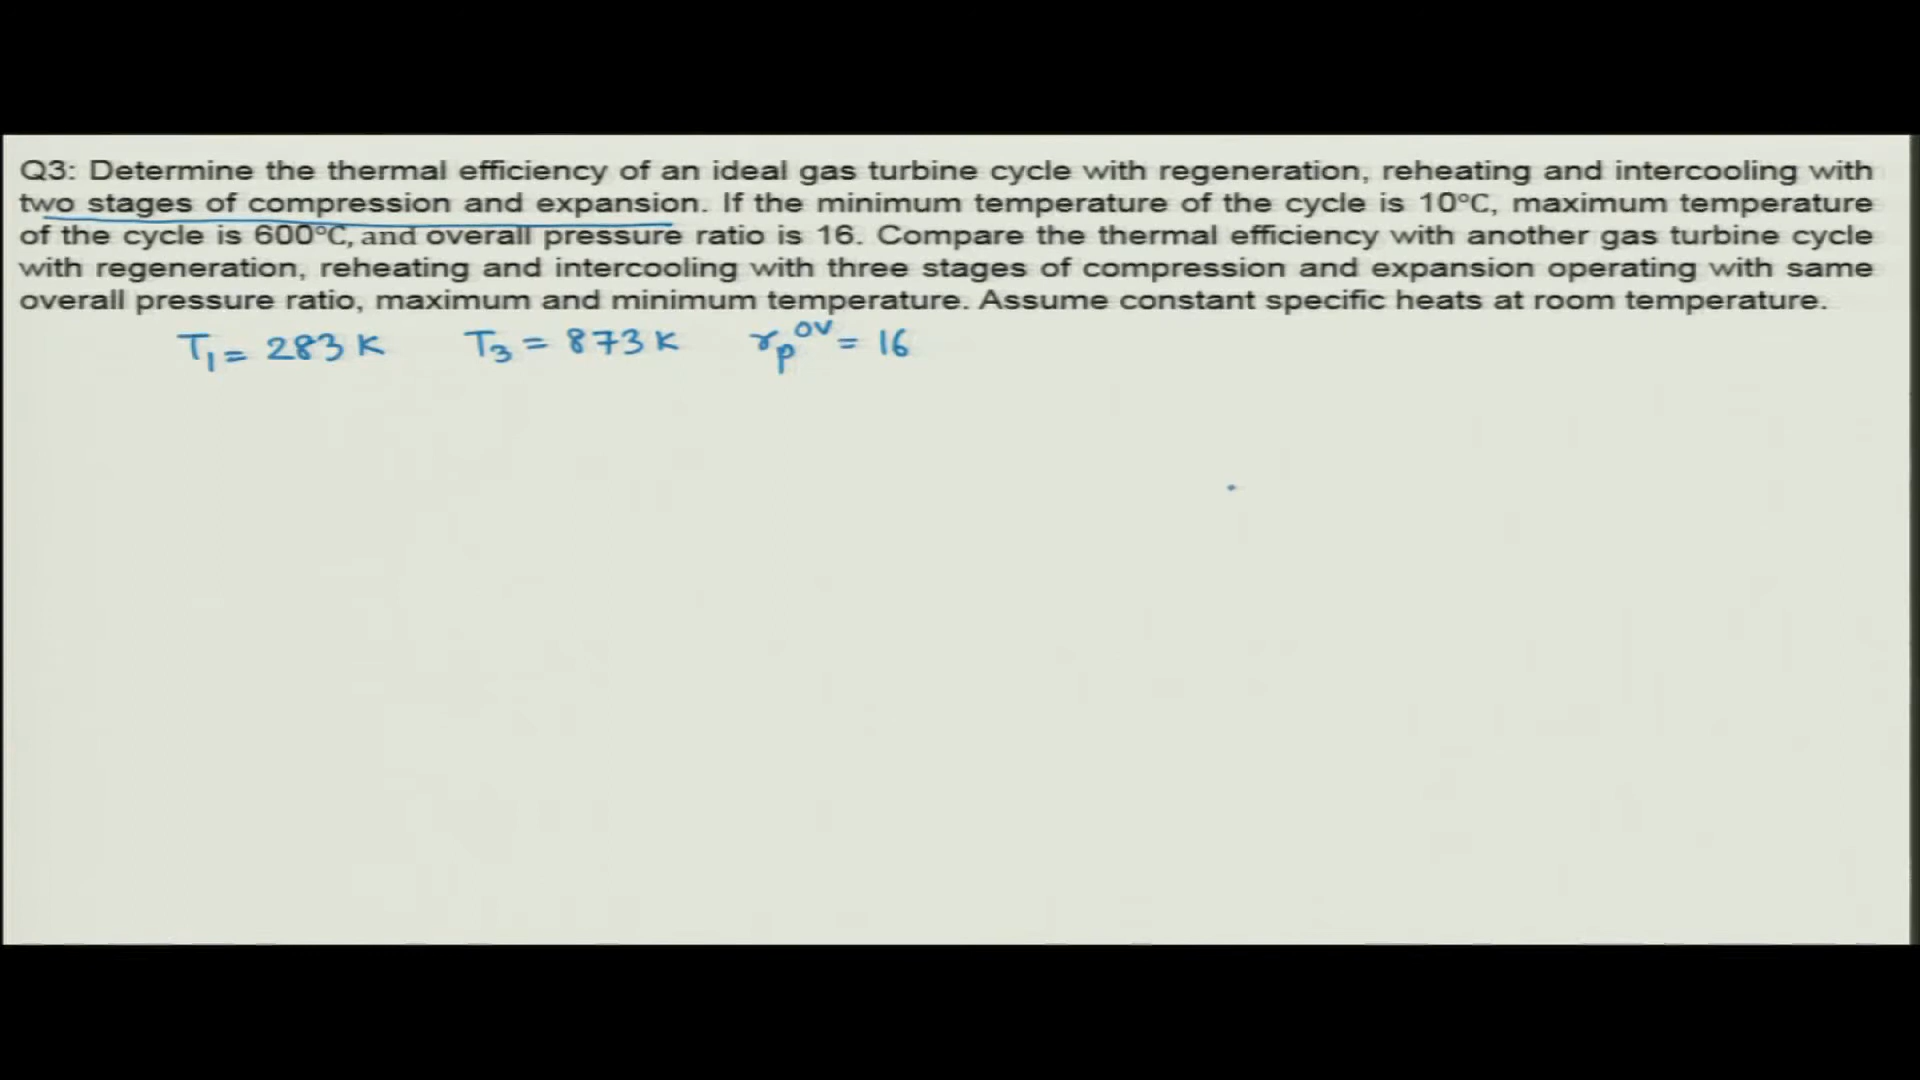 Q3: Determine the thermal efficiency of an ideal gas turbine cycle with regeneration, reheating and intercooling with
two stages of compression and expansion. If the minimum temperature of the cycle is 10°C, maximum temperature
of the cycle is 600°C, and overall pressure ratio is 16. Compare the thermal efficiency with another gas turbine cycle
with regeneration, reheating and intercooling with three stages of compression and expansion operating with same
overall pressure ratio, maximum and minimum temperature. Assume constant specific heats at room temperature.
T₁ = 283 K T₃ = 873 K rₚ^ov = 16